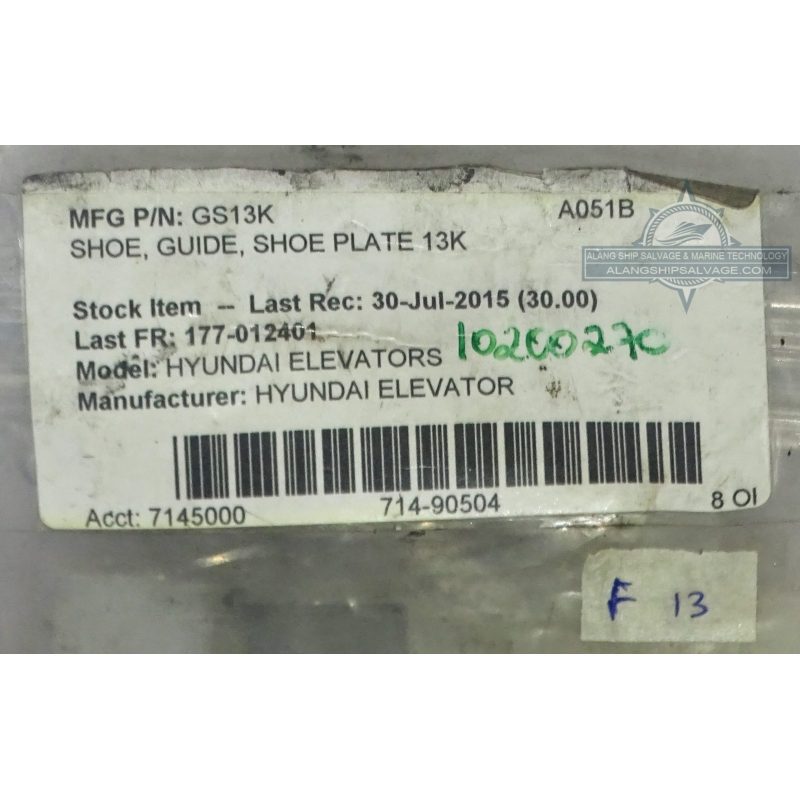 MFG P/N: GS13K A051B
SHOE, GUIDE, SHOE PLATE 13K
ALANG SHIP SALVAGE & MARINE TECHNOLOGY
ALANGSHIPSALVAGE.COM
Stock Item -- Last Rec: 30-Jul-2015 (30.00)
Last FR: 177-012401
Model: HYUNDAI ELEVATORS
Manufacturer: HYUNDAI ELEVATOR
Acct: 7145000 714-90504 8 OI
F 13